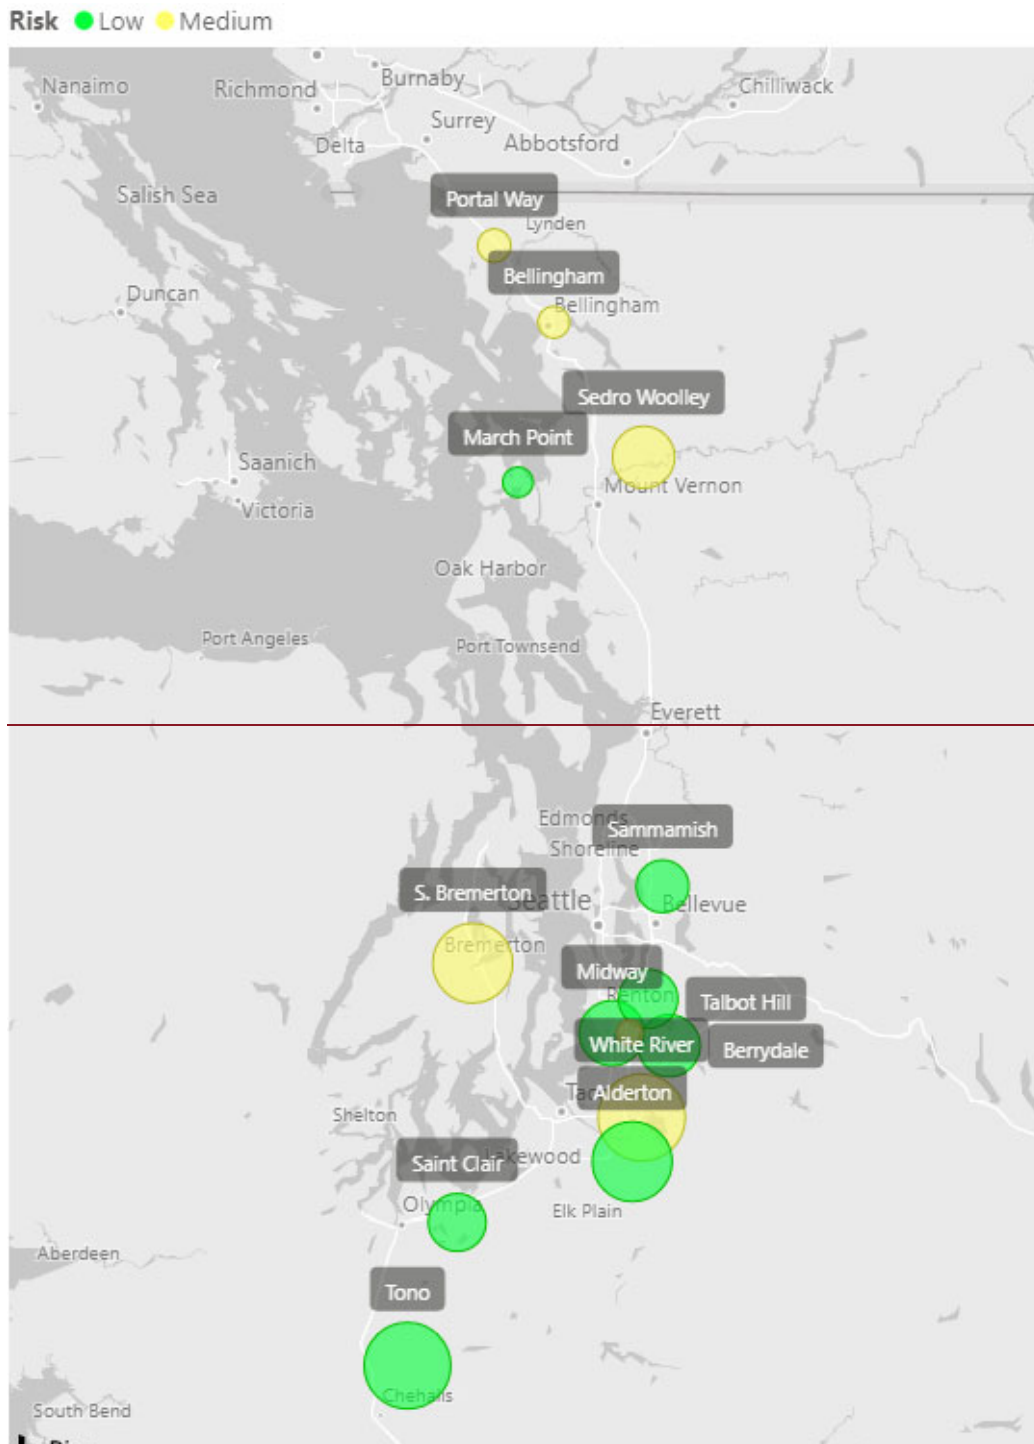 Risk Low Medium
Nanaimo
Richmond
Burnaby
Chilliwack
Surrey
Delta
Abbotsford
Salish Sea
Portal Way
Lynden
Bellingham
Duncan
Bellingham
Sedro Woolley
March Point
Saanich
Mount Vernon
Victoria
Oak Harbor
Port Angeles
Port Townsend
Everett
Edmonds
Sammamish
Shoreline
S. Bremerton
Seattle
Bellevue
Bremerton
Midway
Renton
Talbot Hill
White River
Berrydale
Alderton
Shelton
Saint Clair
Lakewood
Olympia
Elk Plain
Aberdeen
Tono
Chehalis
South Bend